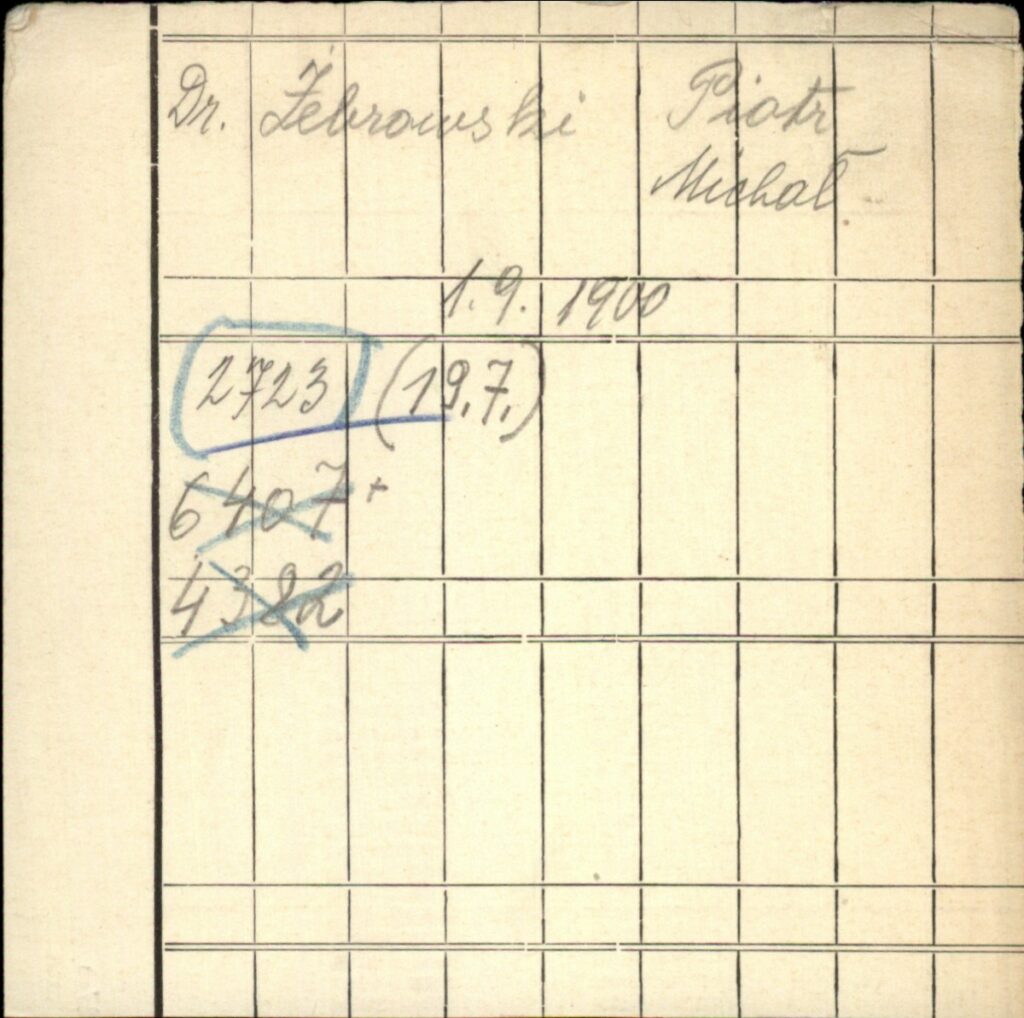 Dr. Żebrowski Piotr
Michał
1.9. 1900
2723 (19.7.)
6407 +
4382